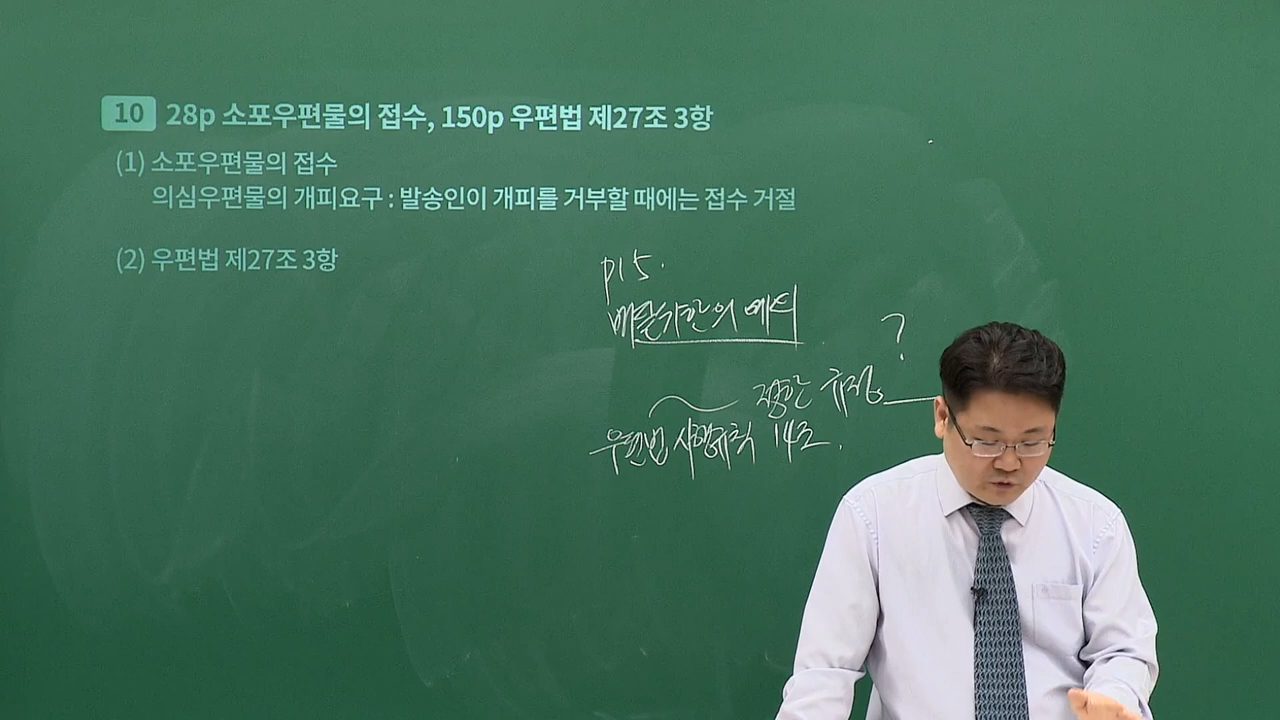 10 28p 소포우편물의 접수, 150p 우편법 제27조 3항
(1) 소포우편물의 접수
의심우편물의 개피요구 : 발송인이 개피를 거부할 때에는 접수 거절
(2) 우편법 제27조 3항
p15.
배달기한의 예외
?
정한 규정
우편법 시행규칙 14조.